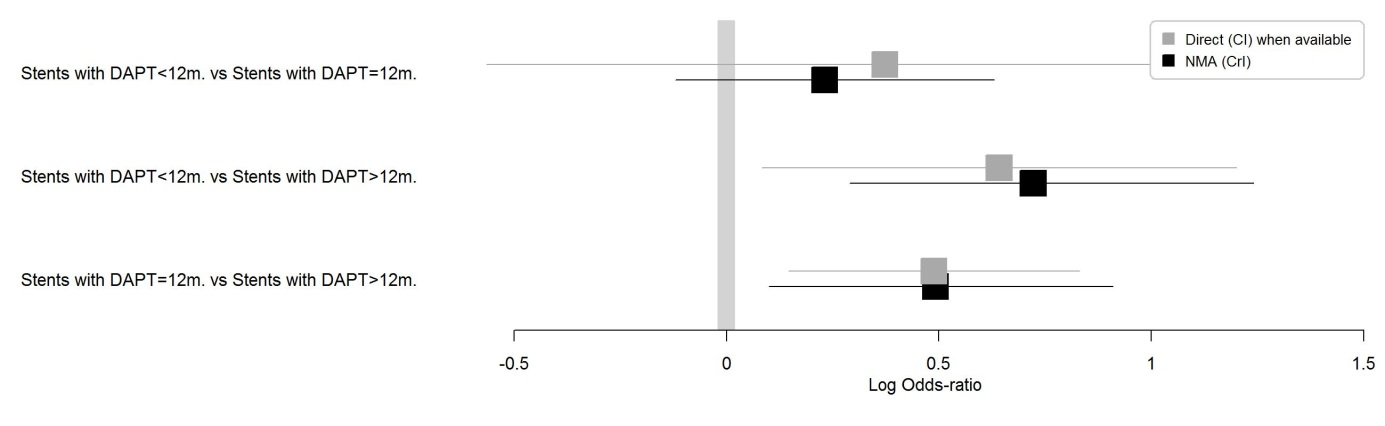 Direct (CI) when available
NMA (CrI)
Stents with DAPT<12m. vs Stents with DAPT=12m.
Stents with DAPT<12m. vs Stents with DAPT>12m.
Stents with DAPT=12m. vs Stents with DAPT>12m.
-0.5 0 0.5 1 1.5
Log Odds-ratio